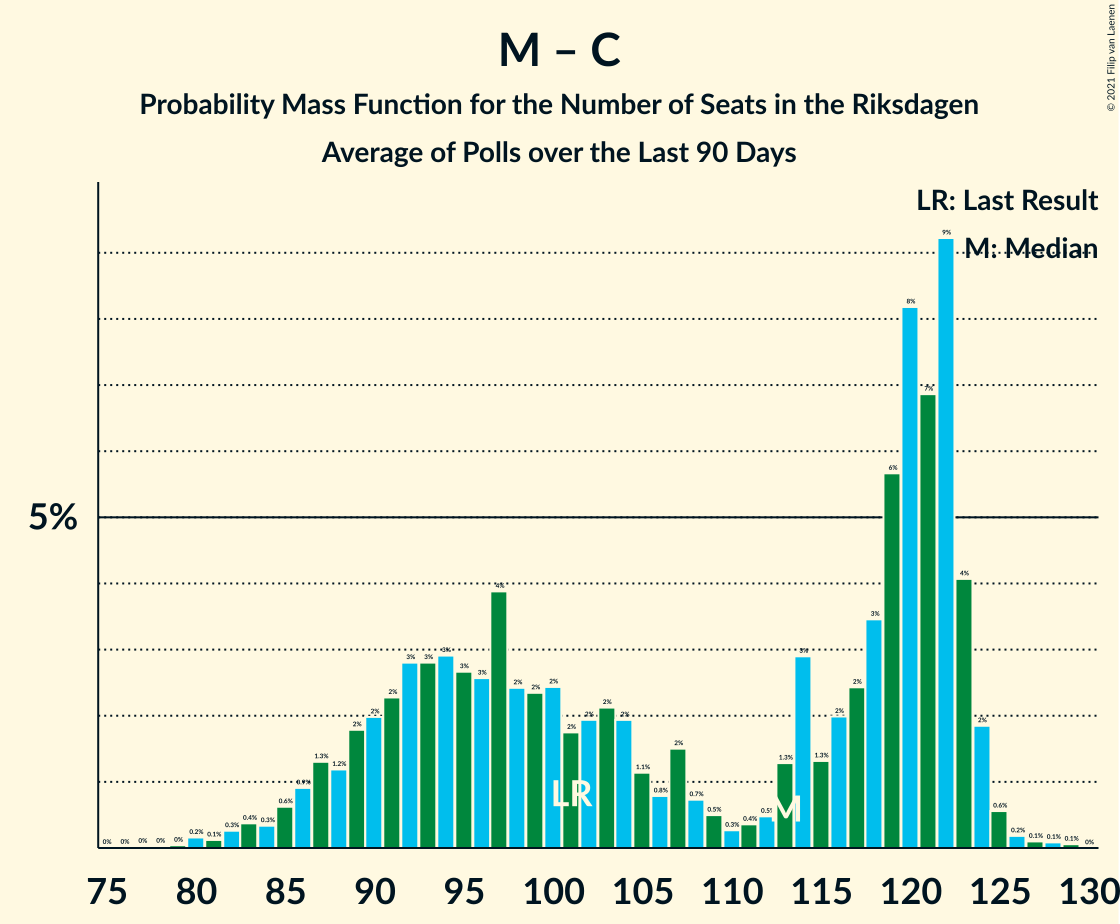 M – C
Probability Mass Function for the Number of Seats in the Riksdagen
Average of Polls over the Last 90 Days
© 2021 Filip van Laenen
LR: Last Result
M: Median
5%
0% 0% 0% 0% 0% 0.2% 0.1% 0.3% 0.4% 0.3% 0.6% 0.9% 1.3% 1.2% 2% 2% 2% 3% 3% 3% 3% 3% 4% 2% 2% 2% 2% 2% 2% 2% 1.1% 0.8% 2% 0.7% 0.5% 0.3% 0.4% 0.5% 1.3% 3% 1.3% 2% 2% 3% 6% 8% 7% 9% 4% 2% 0.6% 0.2% 0.1% 0.1% 0.1% 0%
LR M
75 80 85 90 95 100 105 110 115 120 125 130